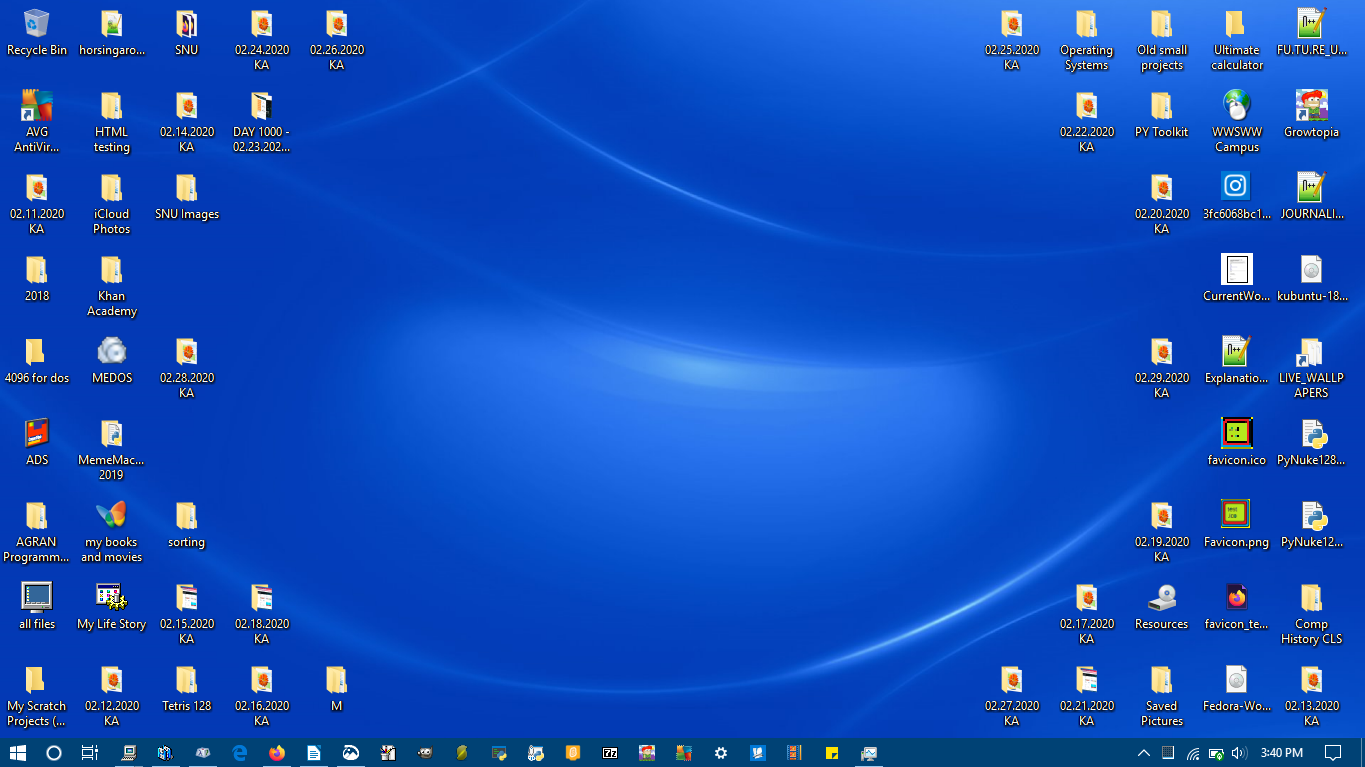 Recycle Bin
horsingaro...
SNU
02.24.2020
KA
02.26.2020
KA
02.25.2020
KA
Operating
Systems
Old small
projects
Ultimate
calculator
FU.TU.RE_U...
AVG
AntiVir...
HTML
testing
02.14.2020
KA
DAY 1000 -
02.23.202...
02.22.2020
KA
PY Toolkit
WWSWW
Campus
Growtopia
02.11.2020
KA
iCloud
Photos
SNU Images
02.20.2020
KA
3fc6068bc1...
JOURNALI...
2018
Khan
Academy
CurrentWo...
kubuntu-18...
4096 for dos
MEDOS
02.28.2020
KA
02.29.2020
KA
Explanatio...
LIVE_WALLP
APERS
ADS
MemeMac...
2019
favicon.ico
PyNuke128...
AGRAN
Programm...
my books
and movies
sorting
02.19.2020
KA
Favicon.png
PyNuke12...
all files
My Life Story
02.15.2020
KA
02.18.2020
KA
02.17.2020
KA
Resources
favicon_te...
Comp
History CLS
My Scratch
Projects (...
02.12.2020
KA
Tetris 128
02.16.2020
KA
M
02.27.2020
KA
02.21.2020
KA
Saved
Pictures
Fedora-Wo...
02.13.2020
KA
3:40 PM